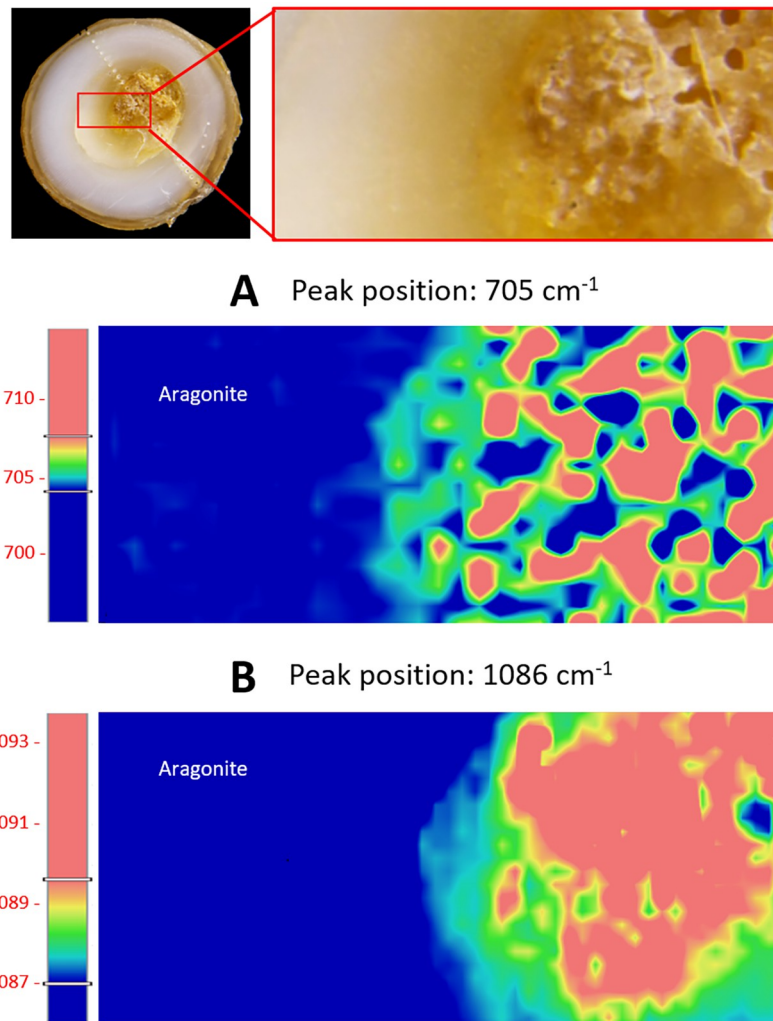 A Peak position: 705 cm⁻¹
Aragonite
710 -
705 -
700 -
B Peak position: 1086 cm⁻¹
Aragonite
093 -
091 -
089 -
087 -